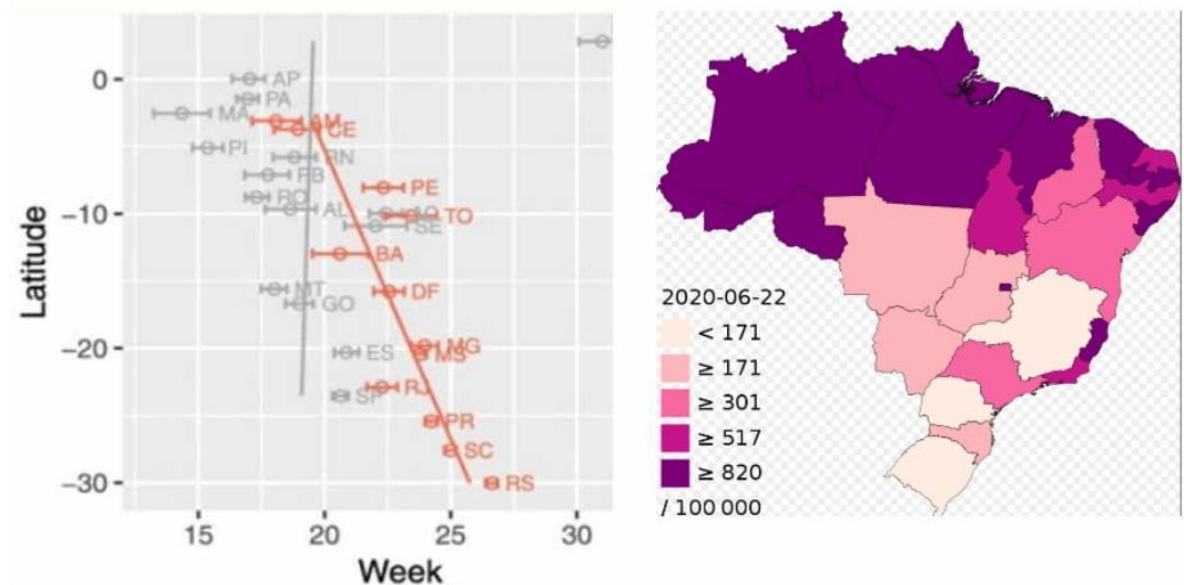 Latitude
0
−10
−20
−30
AP
PA
MA
AM
CE
PI
RN
PB
PE
RO
AL
AC
TO
SE
BA
MT
DF
GO
MG
ES
MS
RJ
SP
PR
SC
RS
15
20
25
30
Week
2020-06-22
< 171
≥ 171
≥ 301
≥ 517
≥ 820
/ 100 000